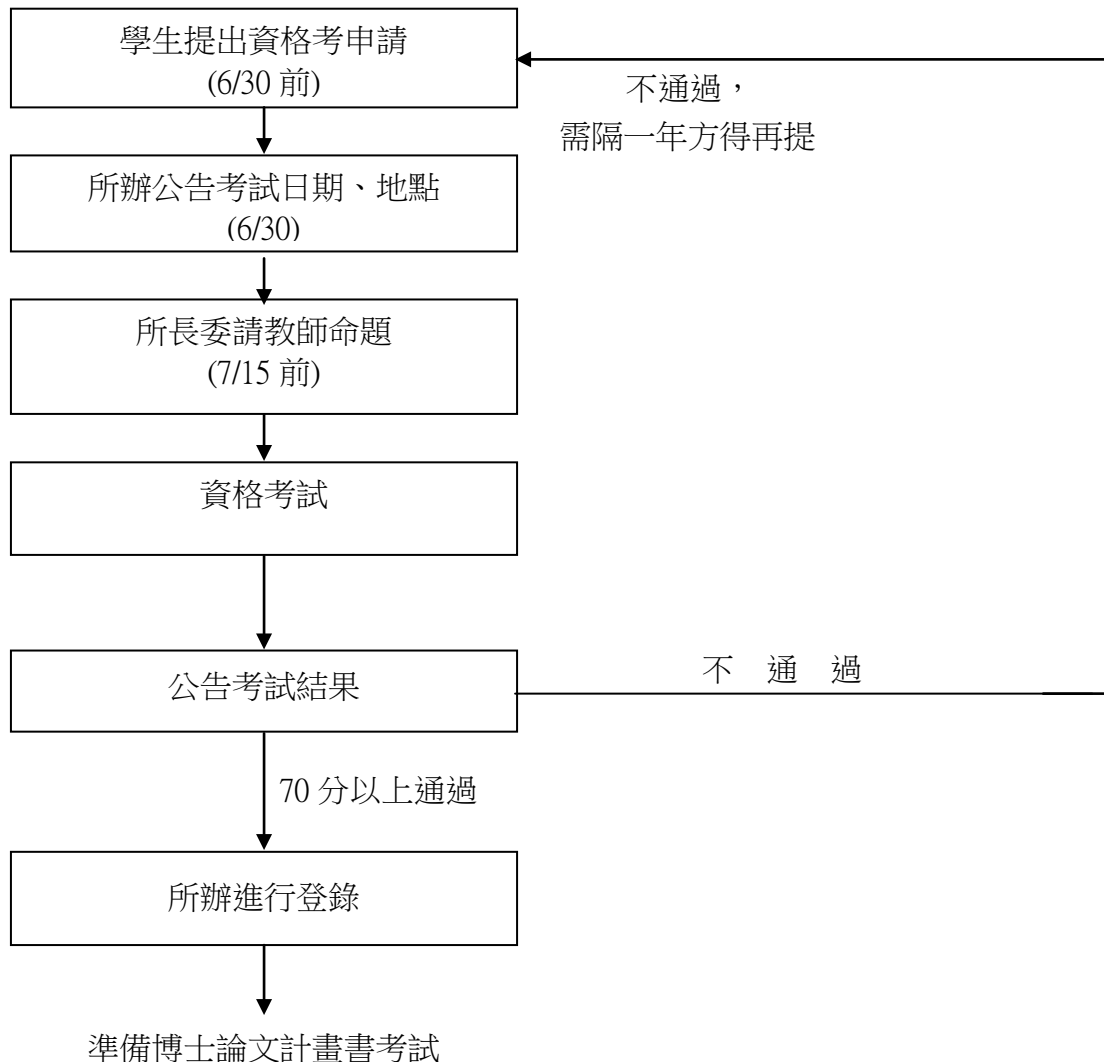 學生提出資格考申請
(6/30 前)
不通過，
需隔一年方得再提
所辦公告考試日期、地點
(6/30)
所長委請教師命題
(7/15 前)
資格考試
公告考試結果
不 通 過
70 分以上通過
所辦進行登錄
準備博士論文計畫書考試